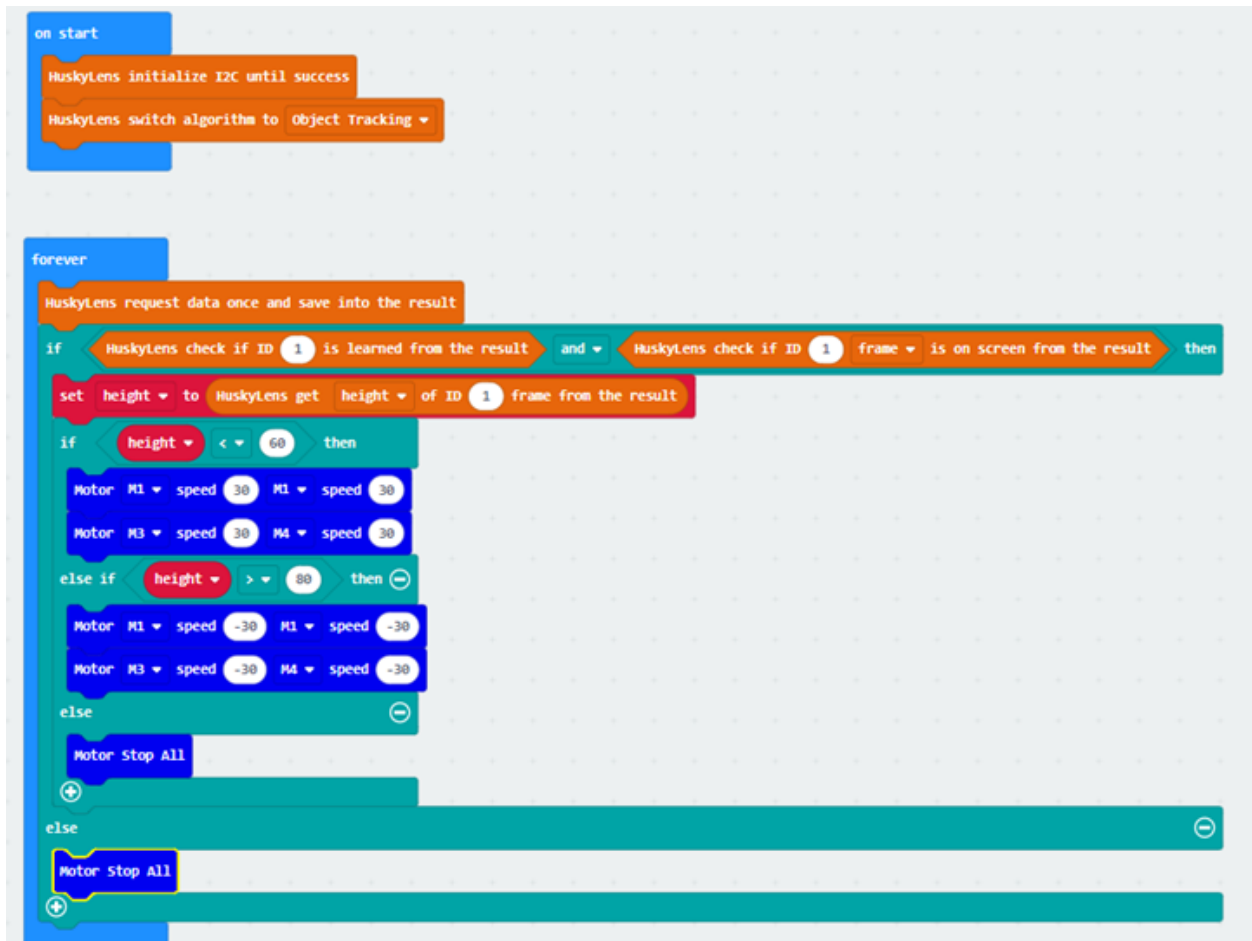 on start
HuskyLens initialize I2C until success
HuskyLens switch algorithm to Object Tracking
forever
HuskyLens request data once and save into the result
if HuskyLens check if ID 1 is learned from the result and HuskyLens check if ID 1 frame is on screen from the result then
set height to HuskyLens get height of ID 1 frame from the result
if height < 60 then
Motor M1 speed 30 M1 speed 30
Motor M3 speed 30 M4 speed 30
else if height > 80 then
Motor M1 speed -30 M1 speed -30
Motor M3 speed -30 M4 speed -30
else
Motor Stop All
else
Motor Stop All